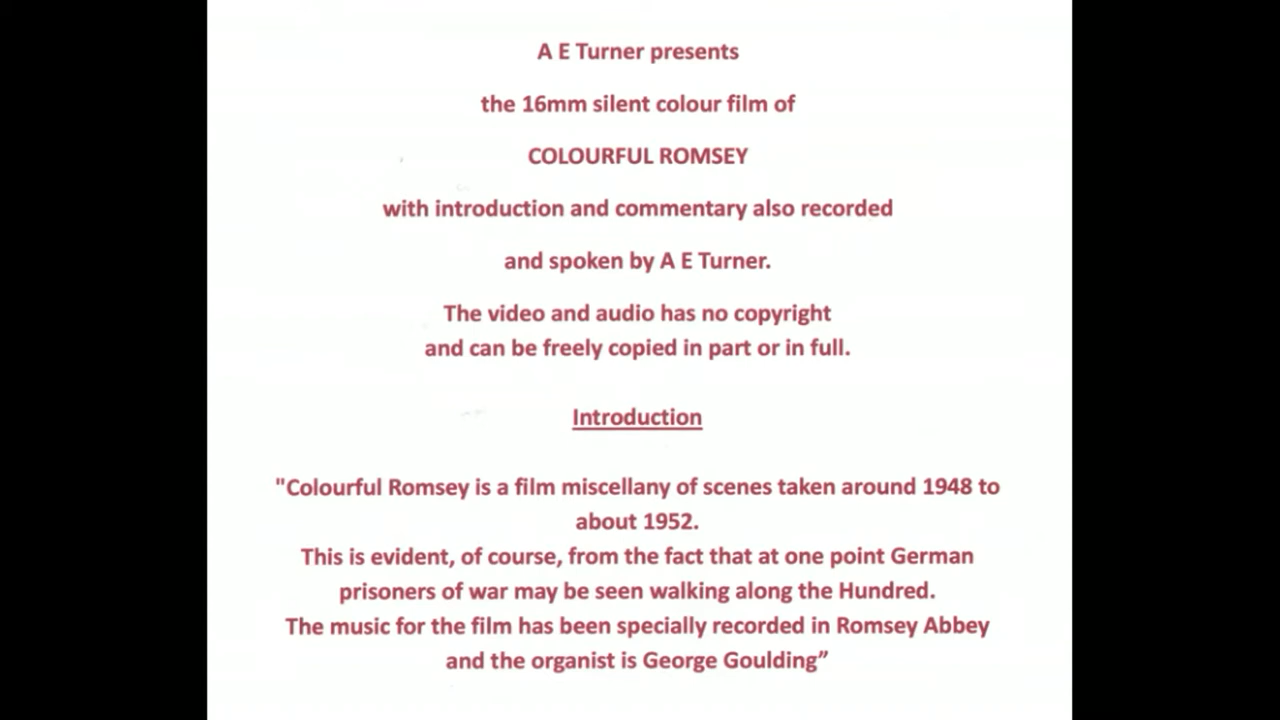 A E Turner presents
the 16mm silent colour film of
COLOURFUL ROMSEY
with introduction and commentary also recorded
and spoken by A E Turner.
The video and audio has no copyright
and can be freely copied in part or in full.
Introduction
"Colourful Romsey is a film miscellany of scenes taken around 1948 to
about 1952.
This is evident, of course, from the fact that at one point German
prisoners of war may be seen walking along the Hundred.
The music for the film has been specially recorded in Romsey Abbey
and the organist is George Goulding”